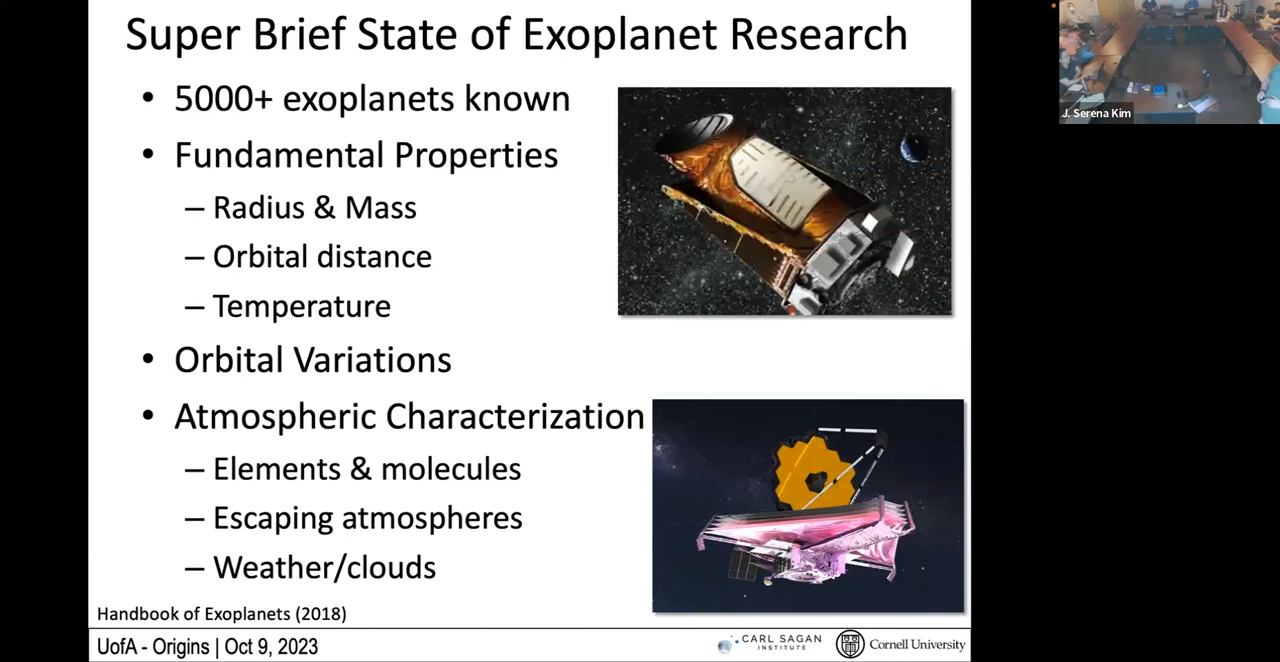 Super Brief State of Exoplanet Research
• 5000+ exoplanets known
• Fundamental Properties
– Radius & Mass
– Orbital distance
– Temperature
• Orbital Variations
• Atmospheric Characterization
– Elements & molecules
– Escaping atmospheres
– Weather/clouds
Handbook of Exoplanets (2018)
UofA - Origins | Oct 9, 2023
CARL SAGAN
INSTITUTE
Cornell University
J. Serena Kim